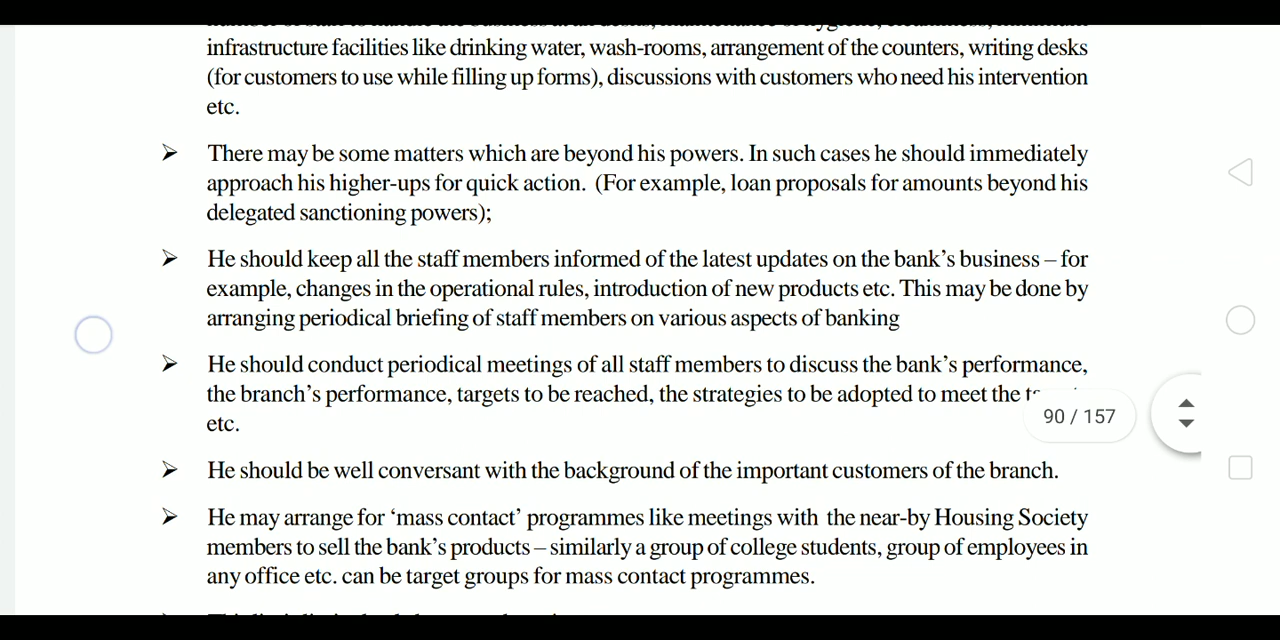 infrastructure facilities like drinking water, wash-rooms, arrangement of the counters, writing desks
(for customers to use while filling up forms), discussions with customers who need his intervention
etc.
➢ There may be some matters which are beyond his powers. In such cases he should immediately
approach his higher-ups for quick action. (For example, loan proposals for amounts beyond his
delegated sanctioning powers);
➢ He should keep all the staff members informed of the latest updates on the bank's business – for
example, changes in the operational rules, introduction of new products etc. This may be done by
arranging periodical briefing of staff members on various aspects of banking
➢ He should conduct periodical meetings of all staff members to discuss the bank's performance,
the branch's performance, targets to be reached, the strategies to be adopted to meet the
etc.
90 / 157
➢ He should be well conversant with the background of the important customers of the branch.
➢ He may arrange for ‘mass contact’ programmes like meetings with the near-by Housing Society
members to sell the bank's products – similarly a group of college students, group of employees in
any office etc. can be target groups for mass contact programmes.